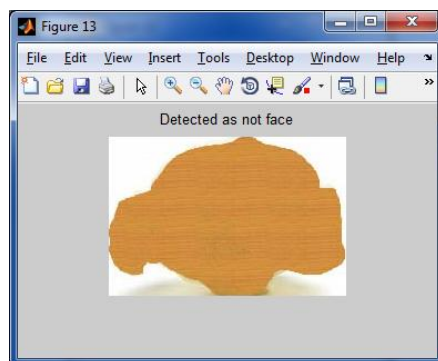 Figure 13
File Edit View Insert Tools Desktop Window Help
Detected as not face